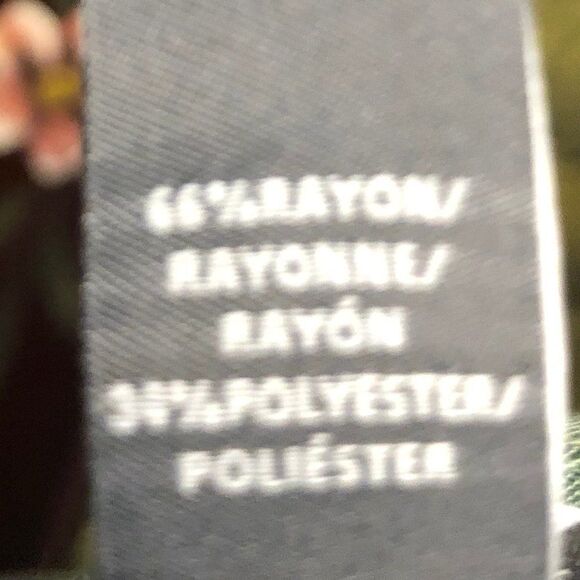 66%RAYON/
RAYONNE/
RAYÓN
34%POLYESTER/
POLIÉSTER